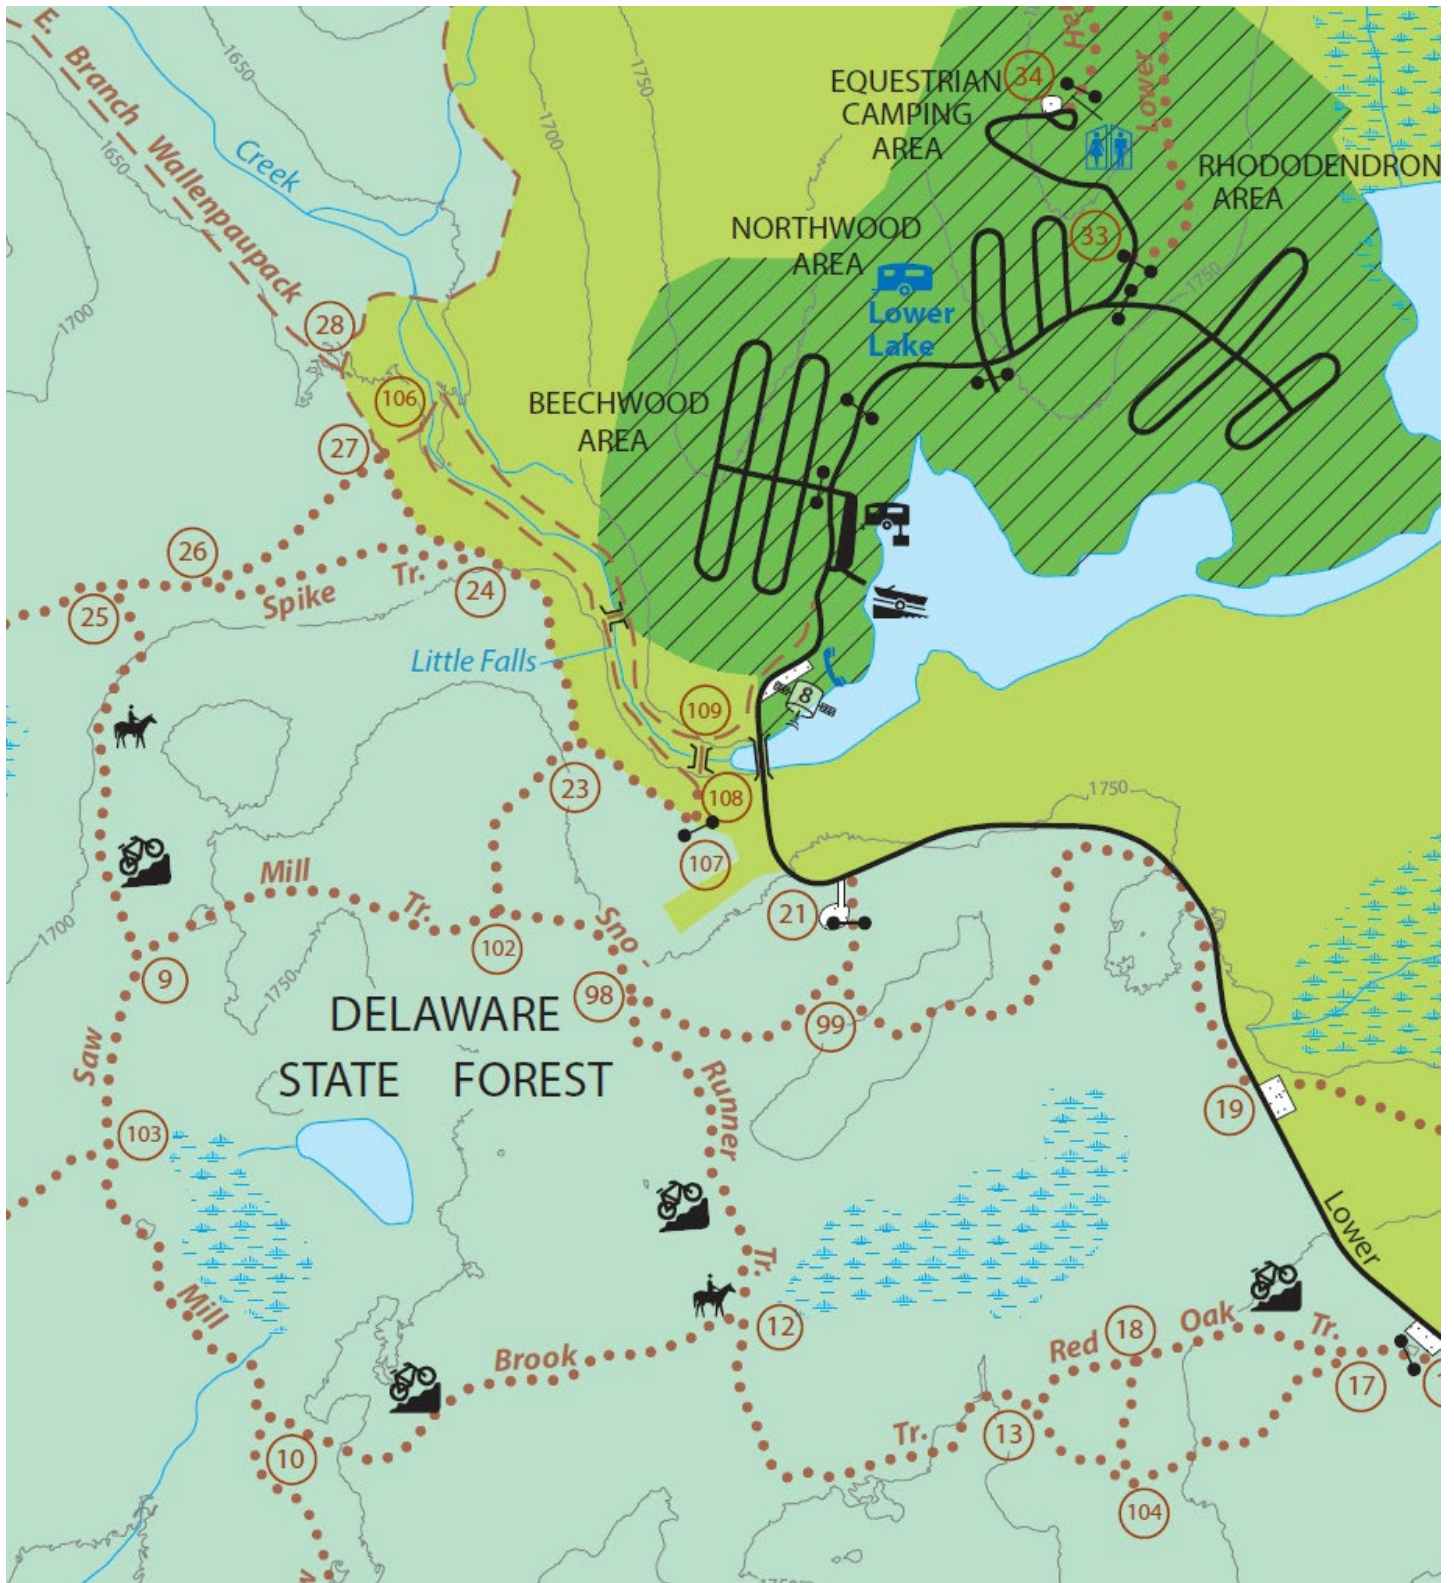 E. Branch Wallenpaupack
1650
1650
Creek
1750
1700
1700
EQUESTRIAN
CAMPING
AREA
34
Lower
RHODODENDRON
AREA
33
1750
NORTHWOOD
AREA
Lower
Lake
28
106
27
BEECHWOOD
AREA
26
25
Spike Tr.
24
Little Falls
8
109
108
107
23
1750
Mill Tr.
21
102
Sno
98
99
9
1700
1750
DELAWARE
STATE FOREST
Saw
Runner
19
103
Lower
Mill
Tr.
12
Brook
Red
18
Oak
Tr.
17
Tr.
13
10
104